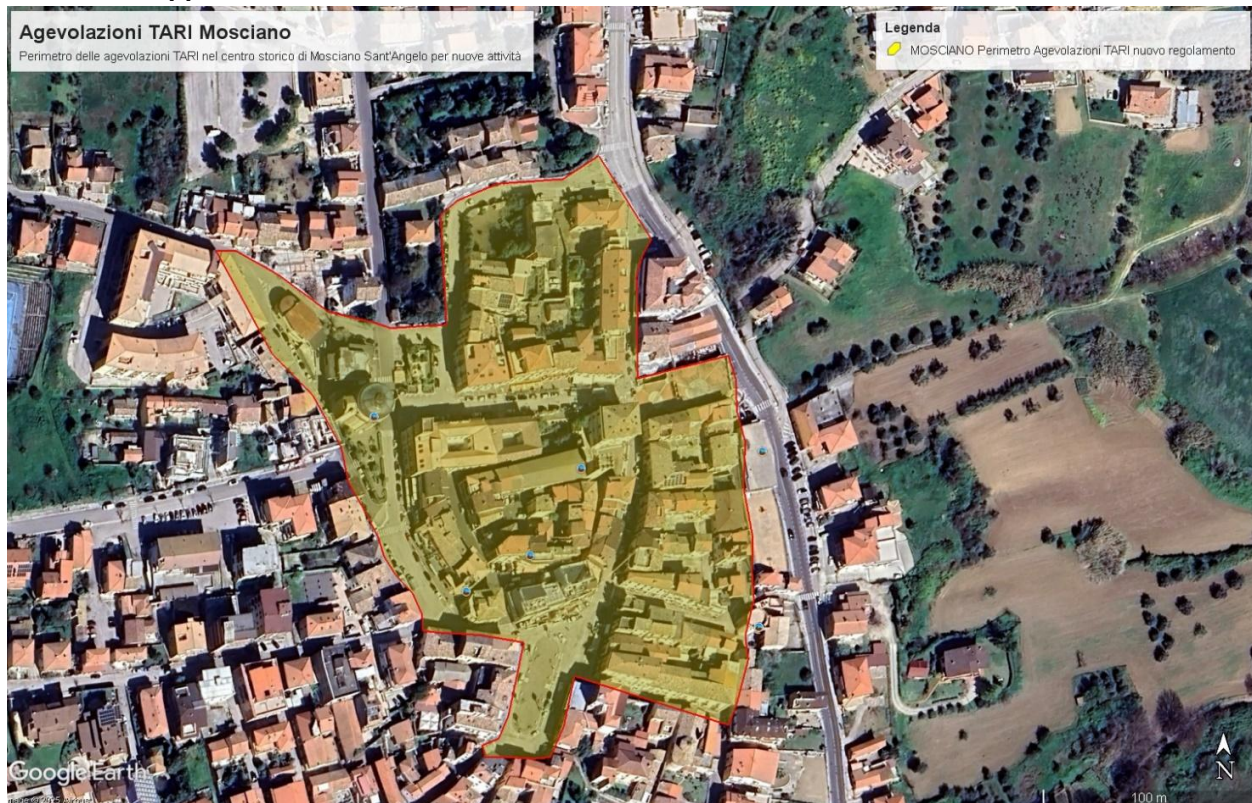 Agevolazioni TARI Mosciano
Perimetro delle agevolazioni TARI nel centro storico di Mosciano Sant'Angelo per nuove attività
Legenda
MOSCIANO Perimetro Agevolazioni TARI nuovo regolamento
Google Earth
N
100 m